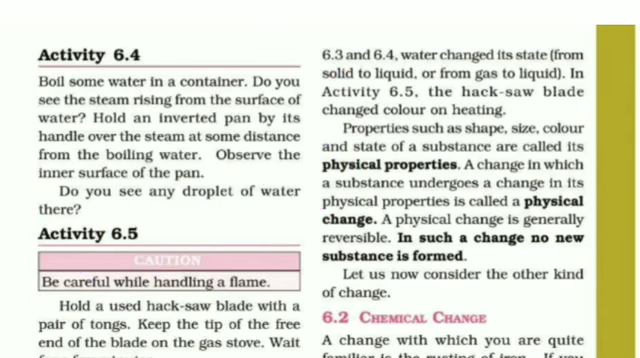 Activity 6.4
Boil some water in a container. Do you
see the steam rising from the surface of
water? Hold an inverted pan by its
handle over the steam at some distance
from the boiling water. Observe the
inner surface of the pan.
Do you see any droplet of water
there?
Activity 6.5
CAUTION
Be careful while handling a flame.
Hold a used hack-saw blade with a
pair of tongs. Keep the tip of the free
end of the blade on the gas stove. Wait
6.3 and 6.4, water changed its state (from
solid to liquid, or from gas to liquid). In
Activity 6.5, the hack-saw blade
changed colour on heating.
Properties such as shape, size, colour
and state of a substance are called its
physical properties. A change in which
a substance undergoes a change in its
physical properties is called a physical
change. A physical change is generally
reversible. In such a change no new
substance is formed.
Let us now consider the other kind
of change.
6.2 CHEMICAL CHANGE
A change with which you are quite
familiar is the rusting of iron. If you